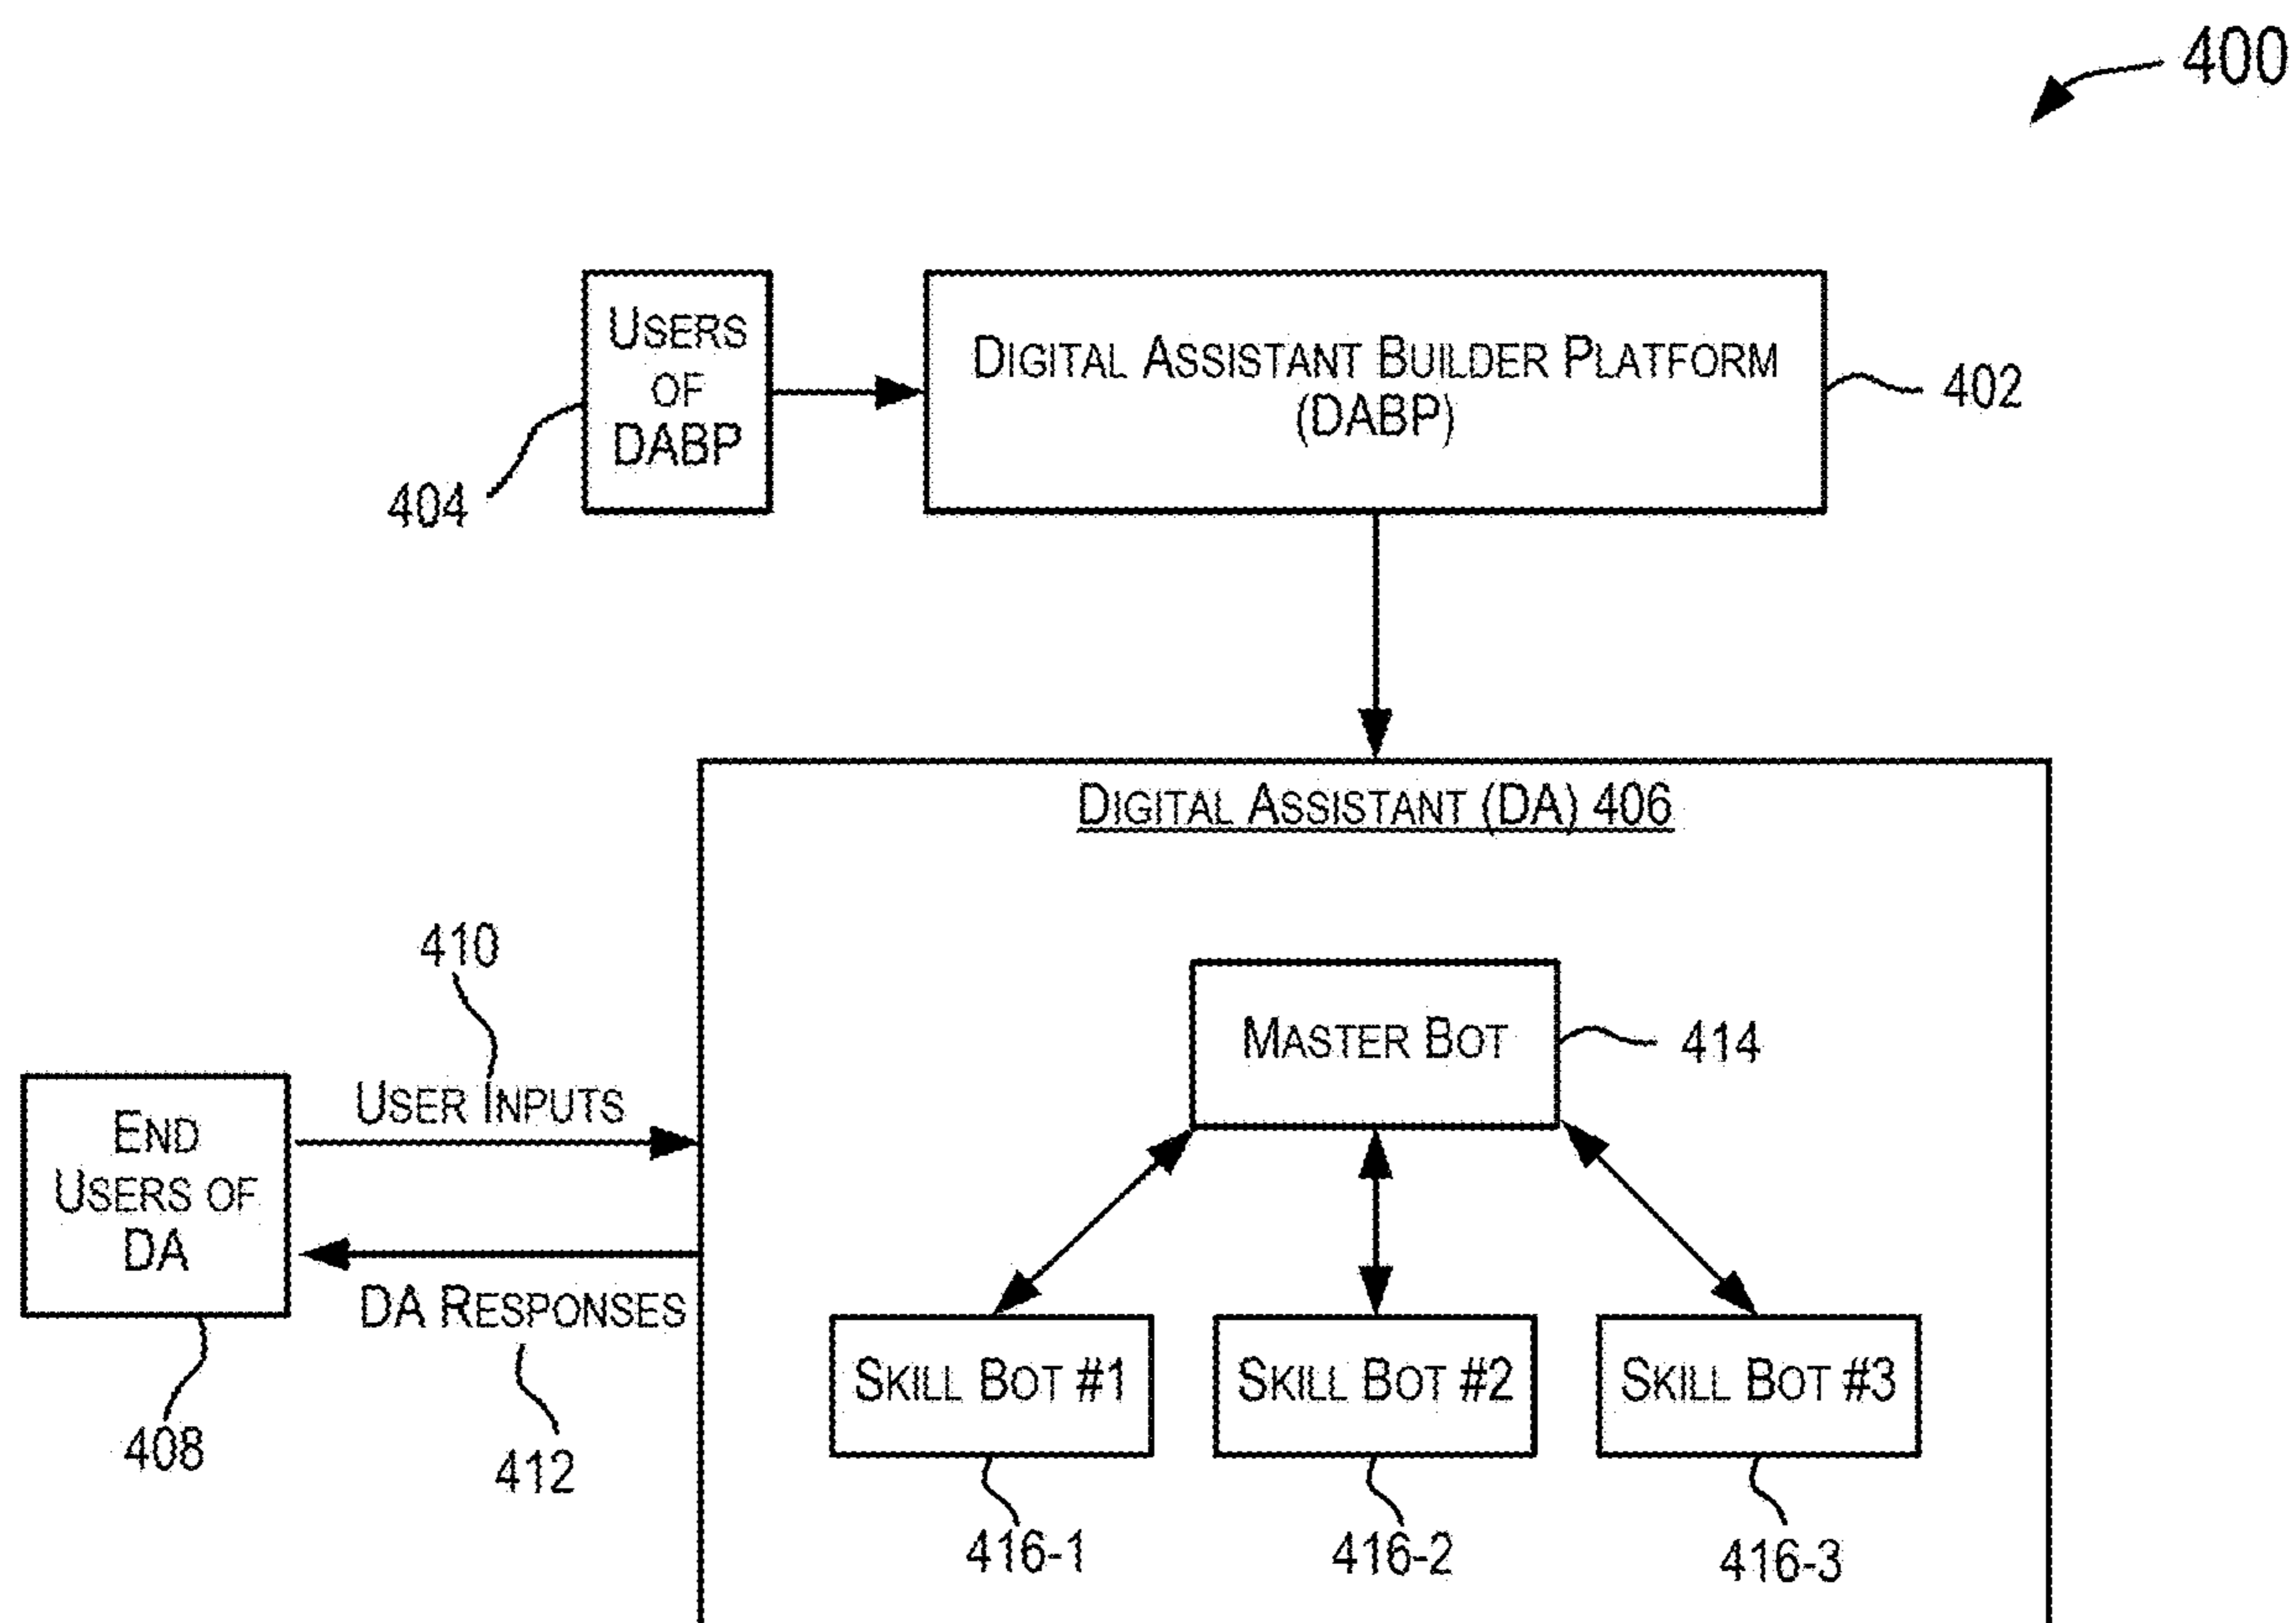 400
USERS
OF
DABP
404
DIGITAL ASSISTANT BUILDER PLATFORM
(DABP)
402
DIGITAL ASSISTANT (DA) 406
410
USER INPUTS
END
USERS OF
DA
408
DA RESPONSES
412
MASTER BOT
414
SKILL BOT #1
SKILL BOT #2
SKILL BOT #3
416-1
416-2
416-3